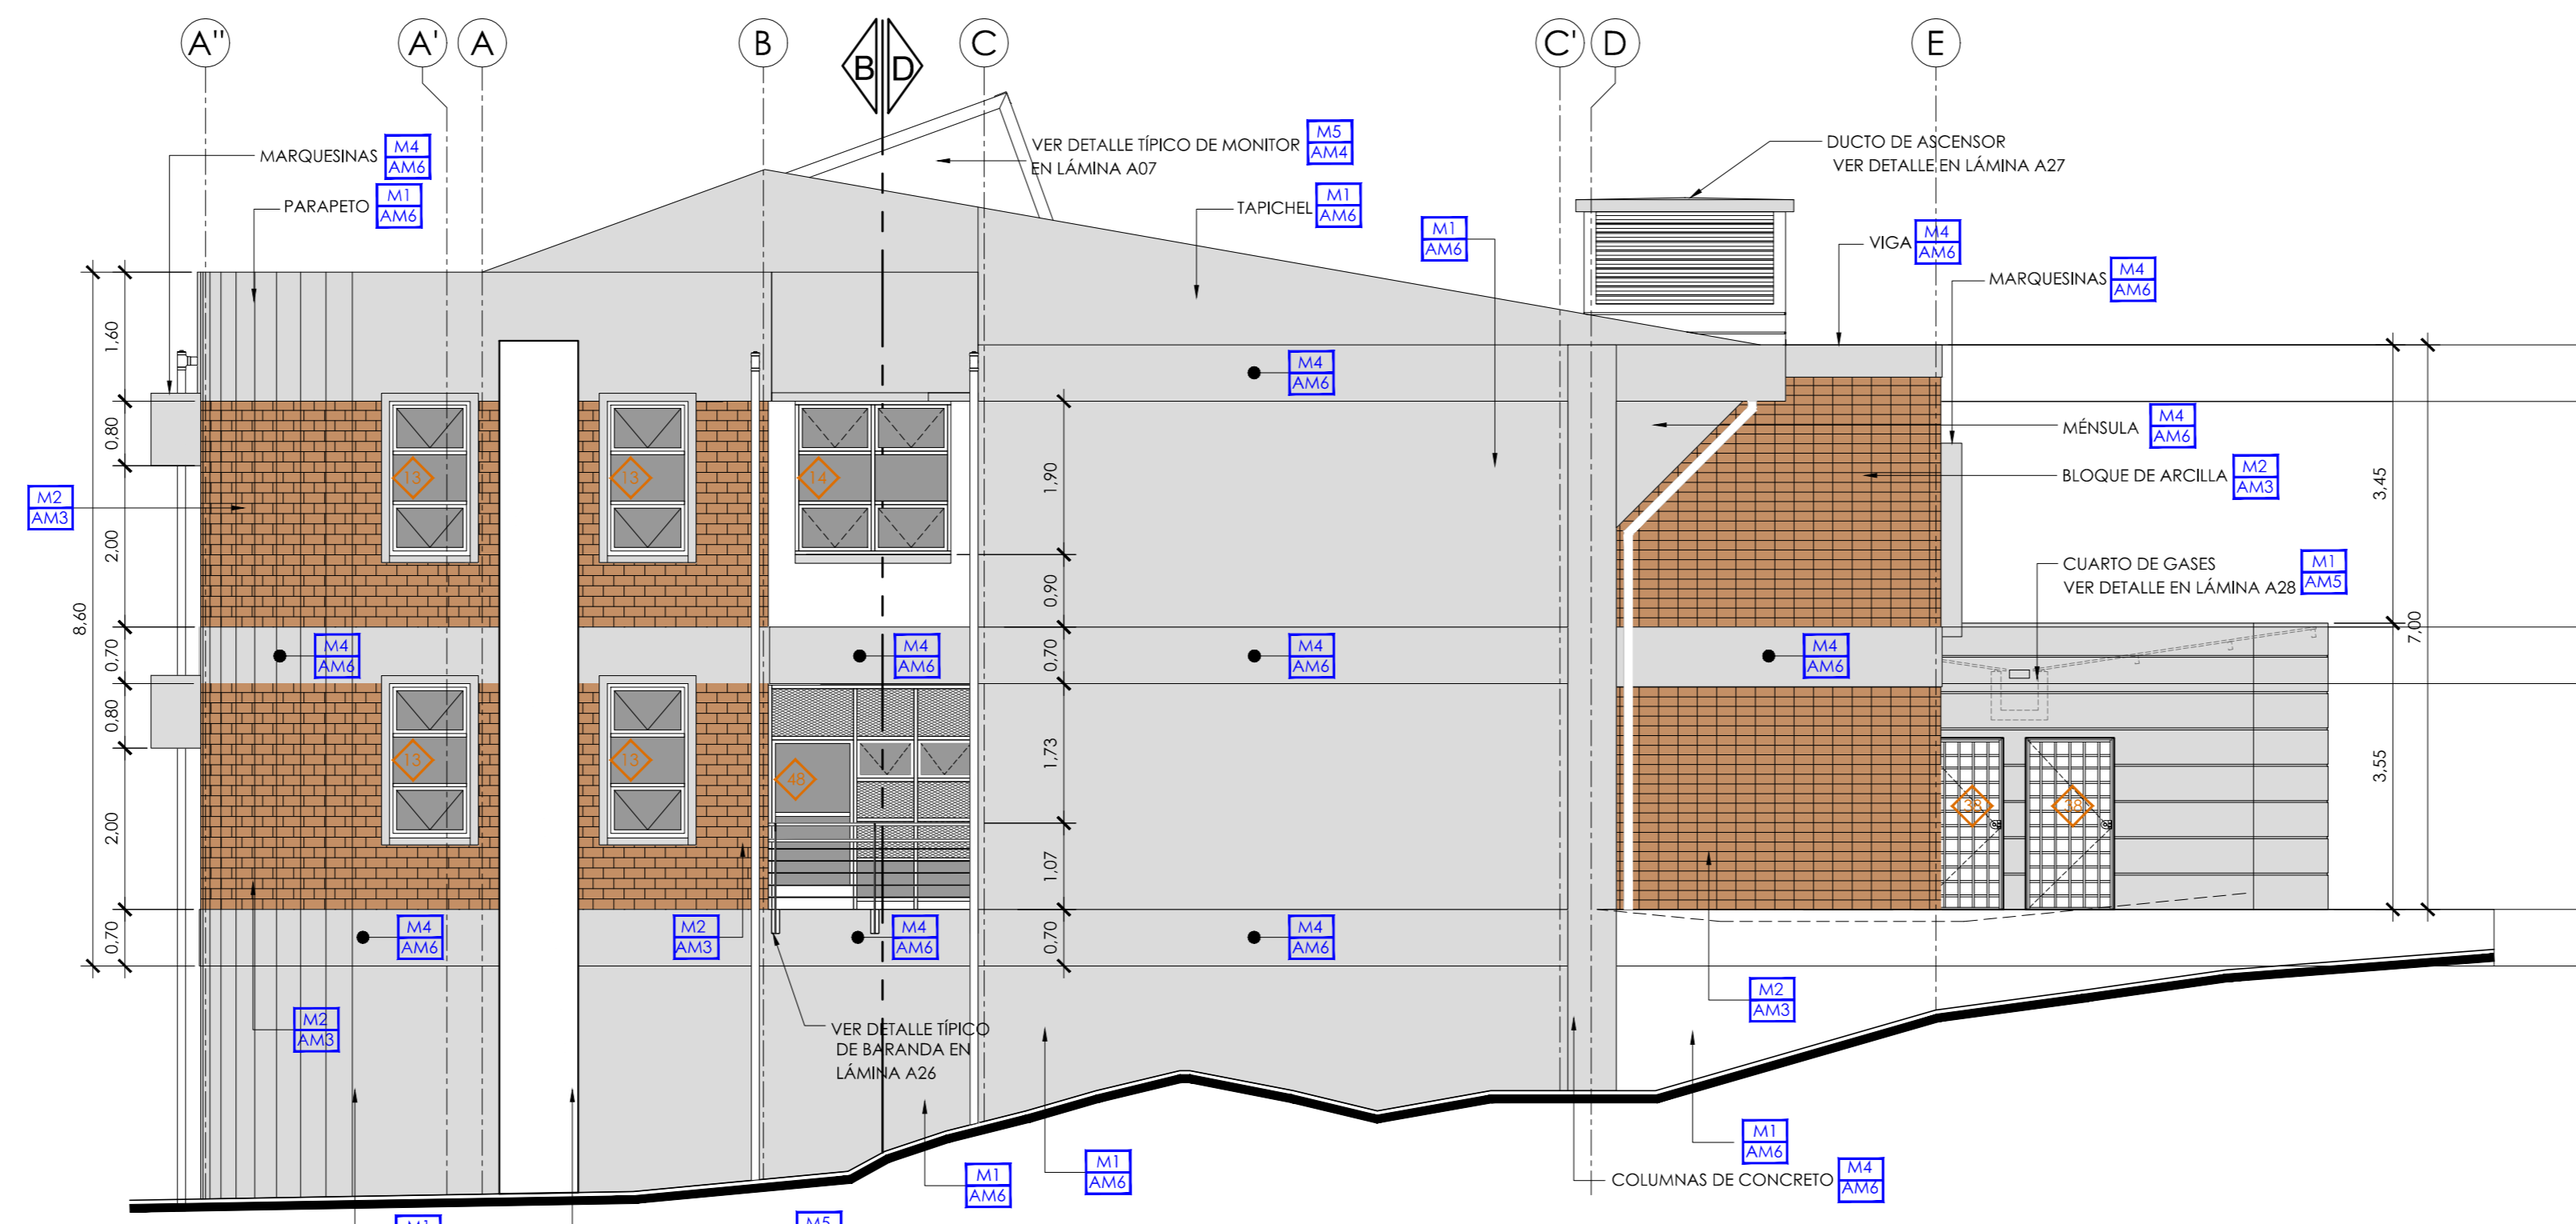 A'' A' A B B D C C' D E
MARQUESINAS M4 AM6
PARAPETO M1 AM6
VER DETALLE TÍPICO DE MONITOR
EN LÁMINA A07
M5 AM4
TAPICHEL M1 AM6
M1 AM6
DUCTO DE ASCENSOR
VER DETALLE EN LÁMINA A27
VIGA M4 AM6
MARQUESINAS M4 AM6
8,60
1,60
0,80
2,00
0,70
0,80
2,00
0,70
M2 AM3
13
13
14
M4 AM6
1,90
0,90
0,70
1,73
1,07
0,70
MÉNSULA M4 AM6
BLOQUE DE ARCILLA M2 AM3
CUARTO DE GASES
VER DETALLE EN LÁMINA A28
M1 AM5
3,45
7,00
3,55
M4 AM6
M4 AM6
M4 AM6
M4 AM6
13
13
48
38
38
M4 AM6
M2 AM3
M4 AM6
M4 AM6
M2 AM3
M2 AM3
VER DETALLE TÍPICO
DE BARANDA EN
LÁMINA A26
M1 AM6
M1 AM6
M1 AM6
COLUMNAS DE CONCRETO M4 AM6
M1
M5